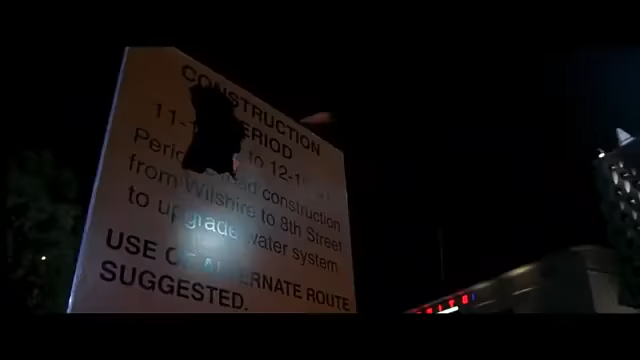 CONSTRUCTION
PERIOD
to 12-1
construction
from Wilshire to 8th Street
to upgrade water system
USE OF ALTERNATE ROUTE
SUGGESTED.